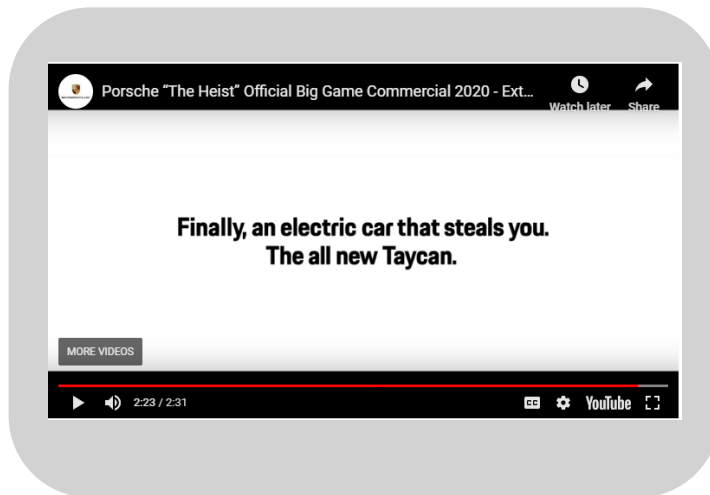 Porsche “The Heist” Official Big Game Commercial 2020 - Ext...
Watch later
Share
Finally, an electric car that steals you.
The all new Taycan.
MORE VIDEOS
2:23 / 2:31
CC
YouTube